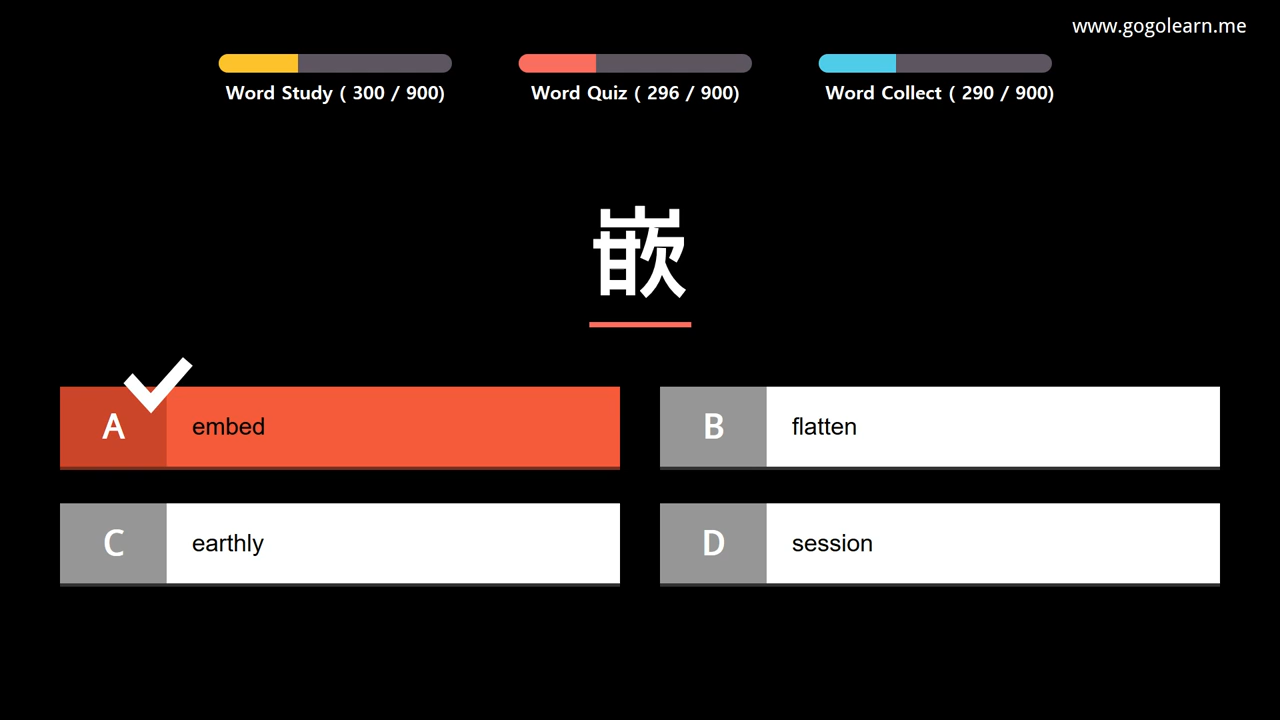 www.gogolearn.me
Word Study ( 300 / 900)
Word Quiz ( 296 / 900)
Word Collect ( 290 / 900)
嵌
A embed
B flatten
C earthly
D session